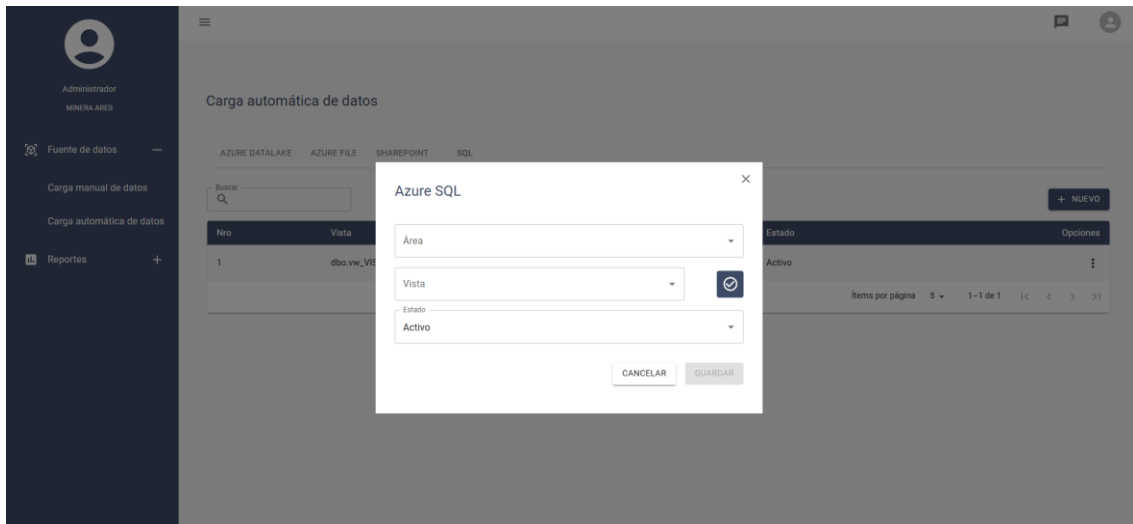 Administrador
MINERA ARES
Fuente de datos
Carga manual de datos
Carga automática de datos
Reportes
Carga automática de datos
AZURE DATALAKE AZURE FILE SHAREPOINT SQL
Buscar
+ NUEVO
Nro Vista Estado Opciones
1 dbo.vw_VIS Activo
Ítems por página 5 1–1 de 1
Azure SQL
Área
Vista
Estado
Activo
CANCELAR GUARDAR